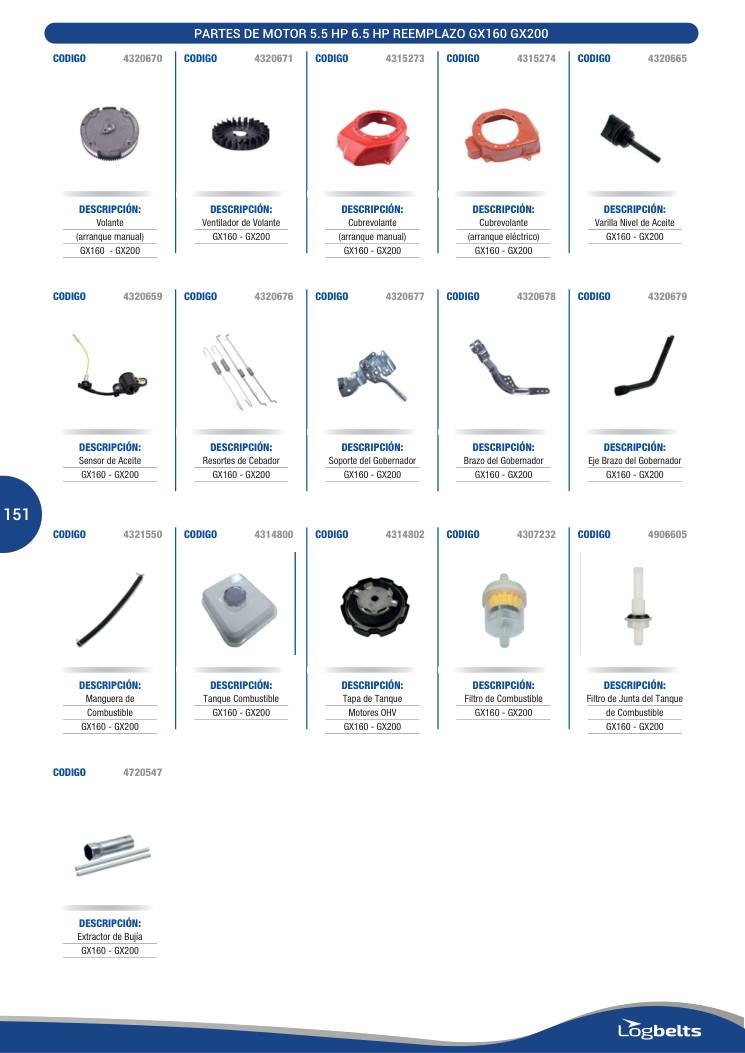 PARTES DE MOTOR 5.5 HP 6.5 HP REEMPLAZO GX160 GX200
CODIGO 4320670
DESCRIPCIÓN:
Volante
(arranque manual)
GX160 - GX200
CODIGO 4320671
DESCRIPCIÓN:
Ventilador de Volante
GX160 - GX200
CODIGO 4315273
DESCRIPCIÓN:
Cubrevolante
(arranque manual)
GX160 - GX200
CODIGO 4315274
DESCRIPCIÓN:
Cubrevolante
(arranque eléctrico)
GX160 - GX200
CODIGO 4320665
DESCRIPCIÓN:
Varilla Nivel de Aceite
GX160 - GX200
CODIGO 4320659
DESCRIPCIÓN:
Sensor de Aceite
GX160 - GX200
CODIGO 4320676
DESCRIPCIÓN:
Resortes de Cebador
GX160 - GX200
CODIGO 4320677
DESCRIPCIÓN:
Soporte del Gobernador
GX160 - GX200
CODIGO 4320678
DESCRIPCIÓN:
Brazo del Gobernador
GX160 - GX200
CODIGO 4320679
DESCRIPCIÓN:
Eje Brazo del Gobernador
GX160 - GX200
151
CODIGO 4321550
DESCRIPCIÓN:
Manguera de
Combustible
GX160 - GX200
CODIGO 4314800
DESCRIPCIÓN:
Tanque Combustible
GX160 - GX200
CODIGO 4314802
DESCRIPCIÓN:
Tapa de Tanque
Motores OHV
GX160 - GX200
CODIGO 4307232
DESCRIPCIÓN:
Filtro de Combustible
GX160 - GX200
CODIGO 4906605
DESCRIPCIÓN:
Filtro de Junta del Tanque
de Combustible
GX160 - GX200
CODIGO 4720547
DESCRIPCIÓN:
Extractor de Bujía
GX160 - GX200
Logbelts